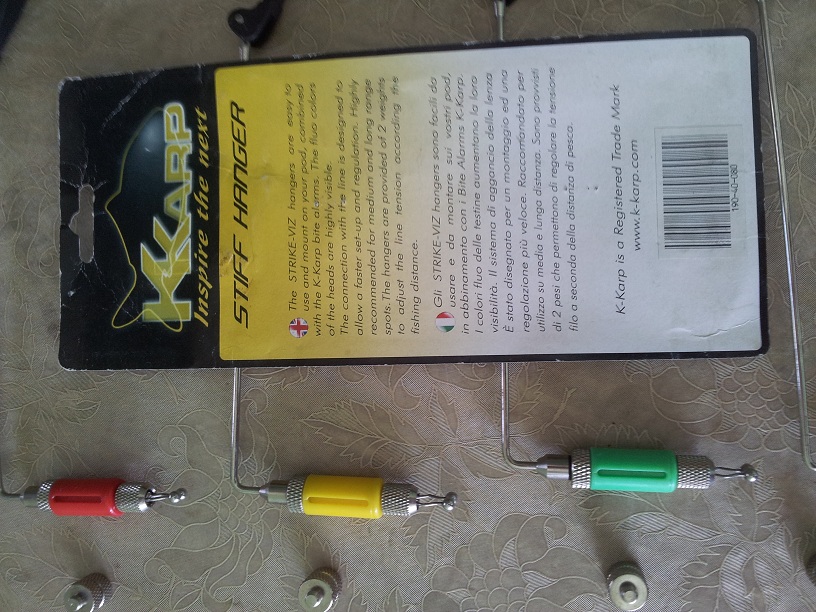 K-KARP
Inspire the next
STIFF HANGER
The STRIKE-VIZ hangers are easy to
use and mount on your pod, combined
with the K-Karp bite alarms. The fluo colors
of the heads are highly visible.
The connection with the line is designed to
allow a faster set-up and regulation. Highly
recommended for medium and long range
spots. The hangers are provided of 2 weights
to adjust the line tension according the
fishing distance.
Gli STRIKE-VIZ hangers sono facili da
usare e da montare sui vostri pod,
in abbinamento con i Bite Alarms K-Karp.
I colori fluo delle testine aumentano la loro
visibilità. Il sistema di aggancio della lenza
È stato disegnato per un montaggio ed una
regolazione più veloce. Raccomandato per
utilizzo su media e lunga distanza. Sono provvisti
di 2 pesi che permettono di regolare la tensione
filo a seconda della distanza di pesca.
K-Karp is a Registered Trade Mark
www.k-karp.com
190-40-080